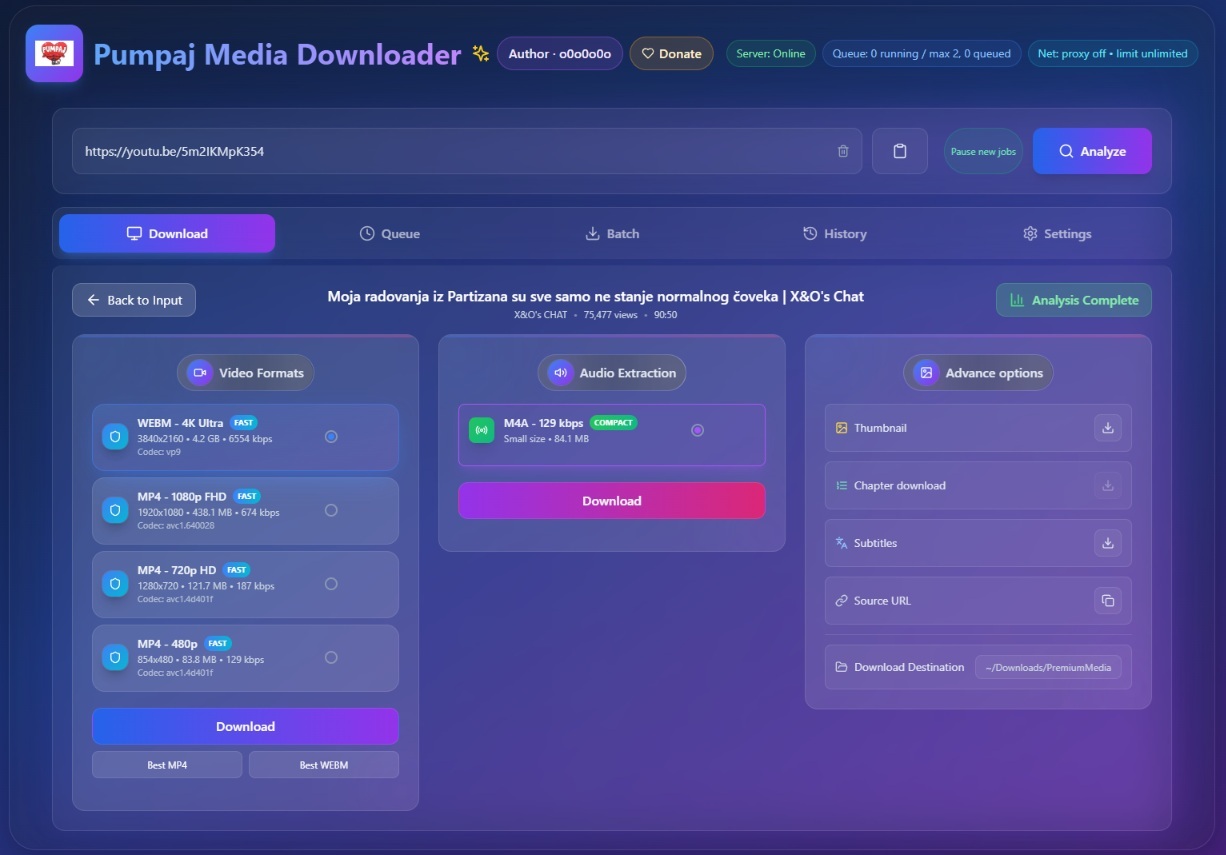 PUMPAJ
Pumpaj Media Downloader
Author · o0o0o0o
Donate
Server: Online
Queue: 0 running / max 2, 0 queued
Net: proxy off • limit unlimited
https://youtu.be/5m2IKMpK354
Pause new jobs
Analyze
Download
Queue
Batch
History
Settings
Back to Input
Moja radovanja iz Partizana su sve samo ne stanje normalnog čoveka | X&O's Chat
X&O's CHAT • 75,477 views • 90:50
Analysis Complete
Video Formats
WEBM - 4K Ultra FAST
3840x2160 • 4.2 GB • 6554 kbps
Codec: vp9
MP4 - 1080p FHD FAST
1920x1080 • 438.1 MB • 674 kbps
Codec: avc1.640028
MP4 - 720p HD FAST
1280x720 • 121.7 MB • 187 kbps
Codec: avc1.4d401f
MP4 - 480p FAST
854x480 • 83.8 MB • 129 kbps
Codec: avc1.4d401f
Download
Best MP4
Best WEBM
Audio Extraction
M4A - 129 kbps COMPACT
Small size • 84.1 MB
Download
Advance options
Thumbnail
Chapter download
Subtitles
Source URL
Download Destination
~/Downloads/PremiumMedia